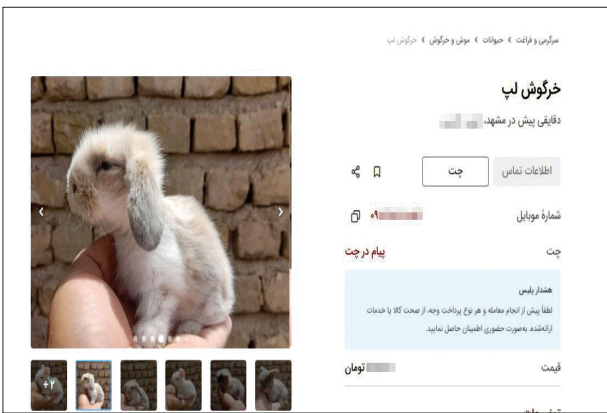 سرگرمی و فراغت › حیوانات › موش و خرگوش › خرگوش لپ
خرگوش لپ
دقایقی پیش در مشهد،
اطلاعات تماس
چت
شمارهٔ موبایل
۰۹
چت
پیام در چت
هشدار پلیس
لطفاً پیش از انجام معامله و هر نوع پرداخت وجه، از صحت کالا یا خدمات
ارائه‌شده، به‌صورت حضوری اطمینان حاصل نمایید.
قیمت
تومان
+۲